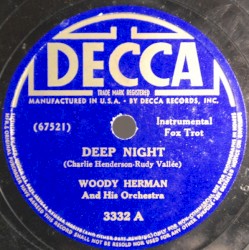 DECCA
TRADE MARK REGISTERED
MANUFACTURED IN U.S.A. - BY DECCA RECORDS, INC.
(67521)
Instrumental
Fox Trot
DEEP NIGHT
(Charlie Henderson-Rudy Vallée)
WOODY HERMAN
And His Orchestra
3332 A